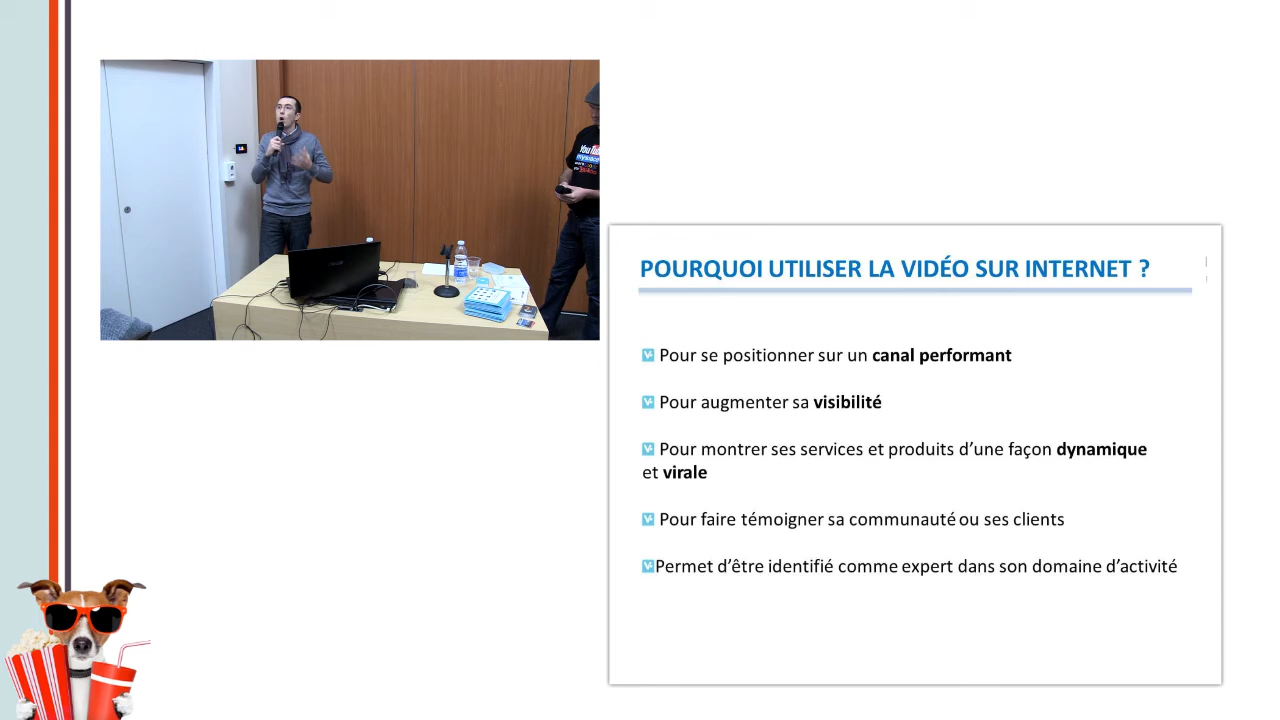 YouTu
myspace
POURQUOI UTILISER LA VIDÉO SUR INTERNET ?
Pour se positionner sur un canal performant
Pour augmenter sa visibilité
Pour montrer ses services et produits d’une façon dynamique
et virale
Pour faire témoigner sa communauté ou ses clients
Permet d’être identifié comme expert dans son domaine d’activité